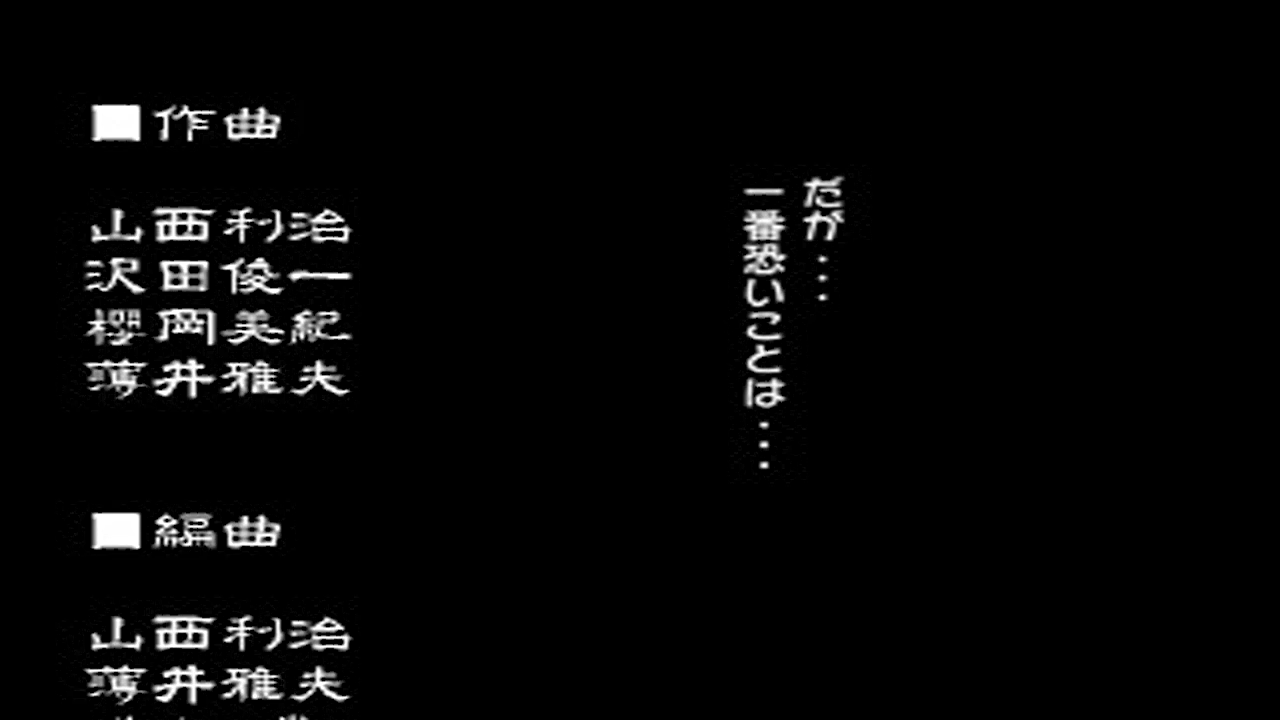 ■作曲
山西利治
沢田俊一
櫻岡美紀
薄井雅夫
■編曲
山西利治
薄井雅夫
だが・・・
一番恐いことは・・・